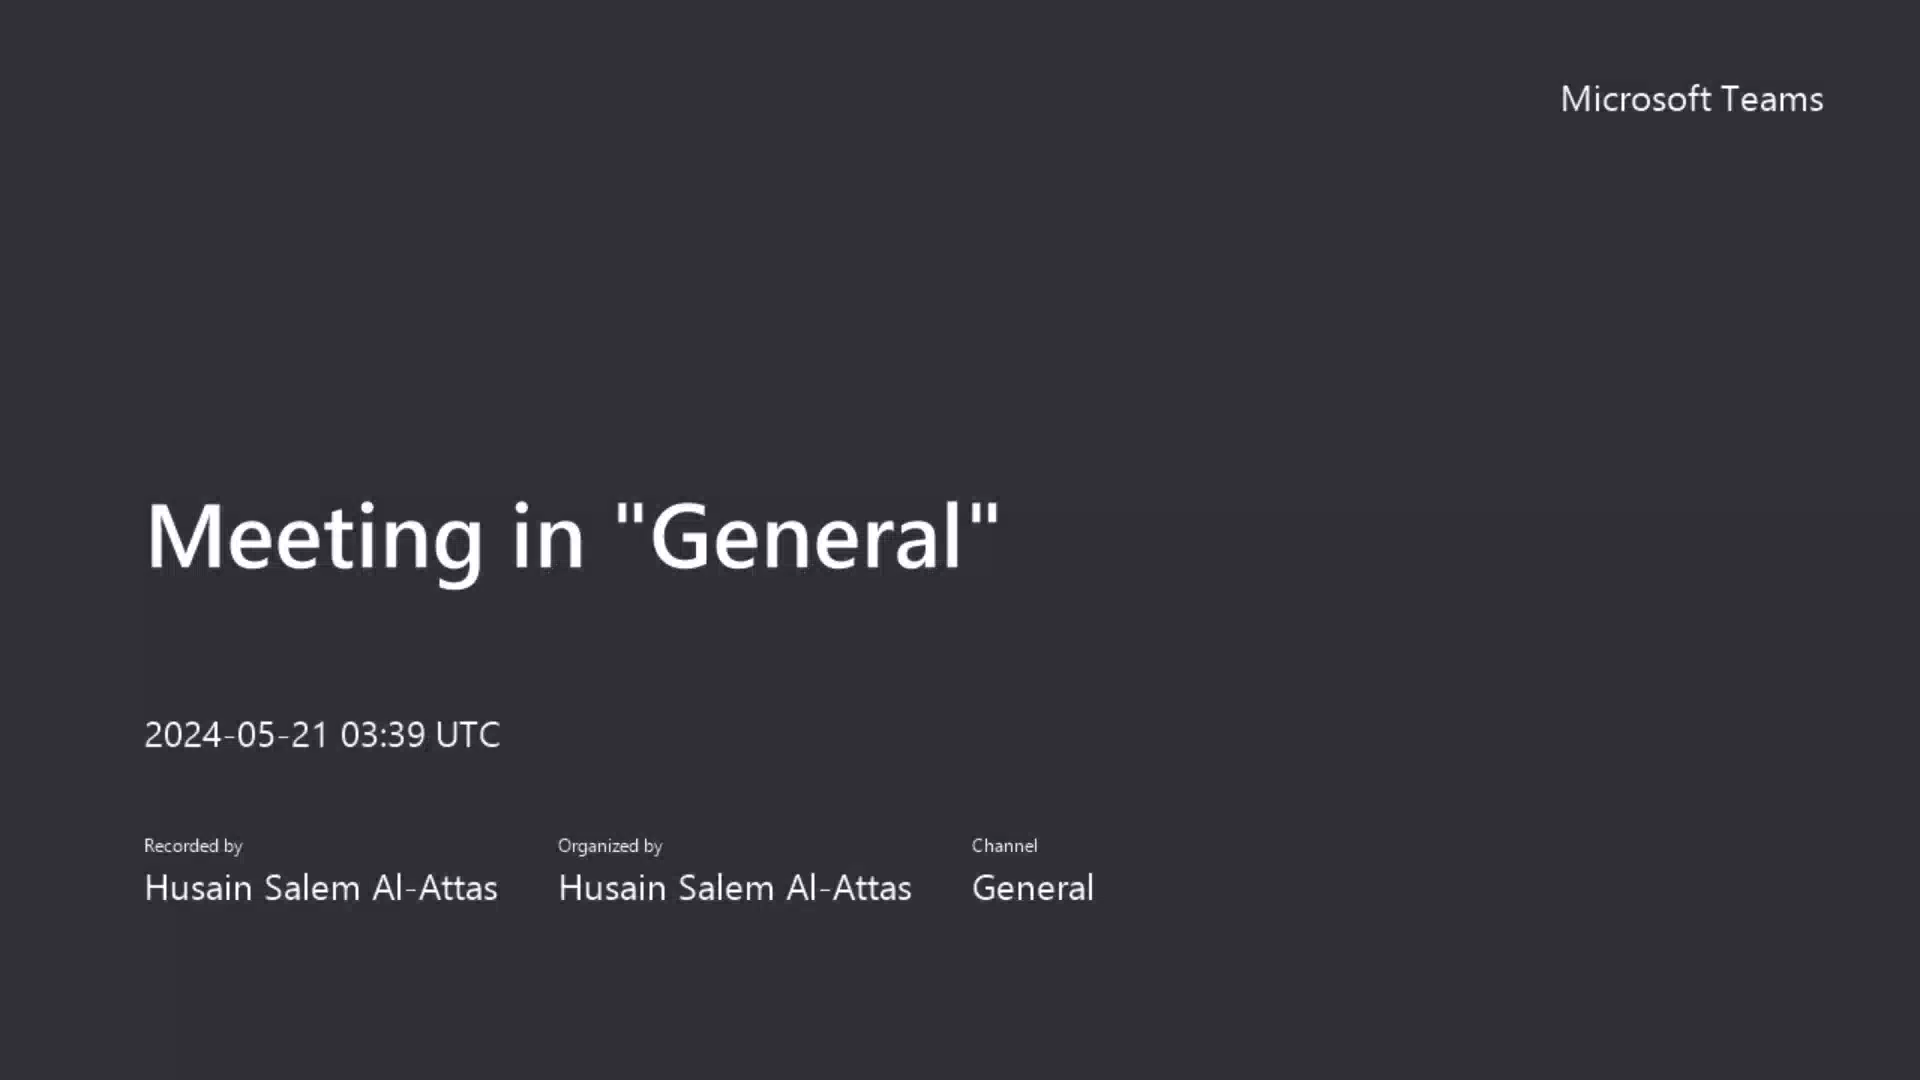 Microsoft Teams
Meeting in "General"
2024-05-21 03:39 UTC
Recorded by
Husain Salem Al-Attas
Organized by
Husain Salem Al-Attas
Channel
General